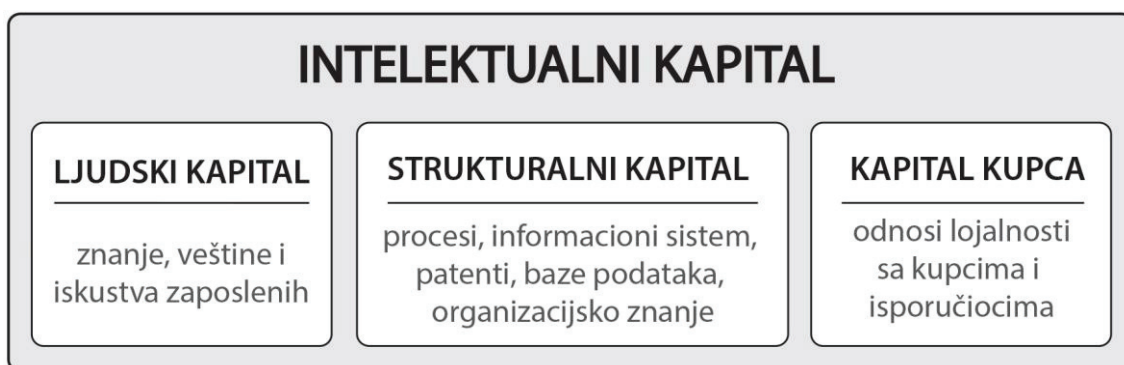 INTELEKTUALNI KAPITAL
LJUDSKI KAPITAL
znanje, veštine i
iskustva zaposlenih
STRUKTURALNI KAPITAL
procesi, informacioni sistem,
patenti, baze podataka,
organizacijsko znanje
KAPITAL KUPCA
odnosi lojalnosti
sa kupcima i
isporučiocima